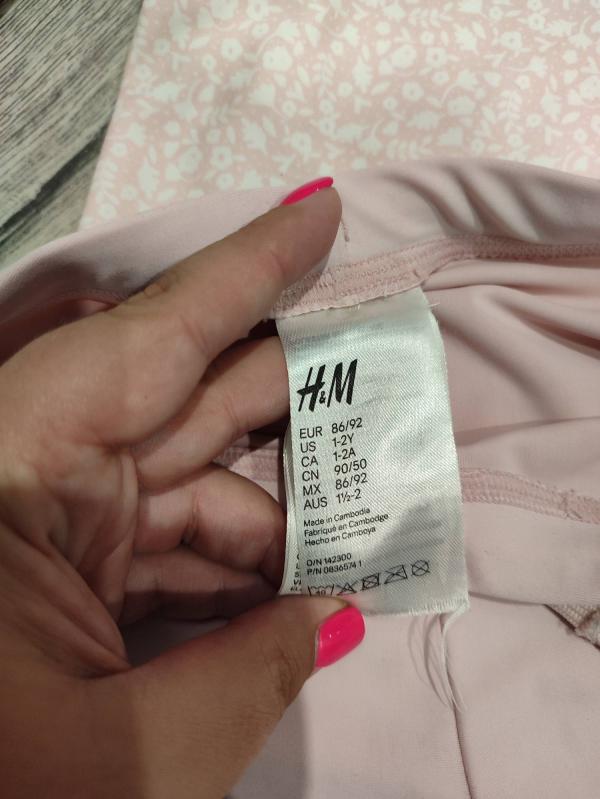 H&M
EUR 86/92
US 1-2Y
CA 1-2A
CN 90/50
MX 86/92
AUS 1½-2
Made in Cambodia
Fabriqué en Cambodge
Hecho en Camboya
O/N 142300
P/N 0836574 1